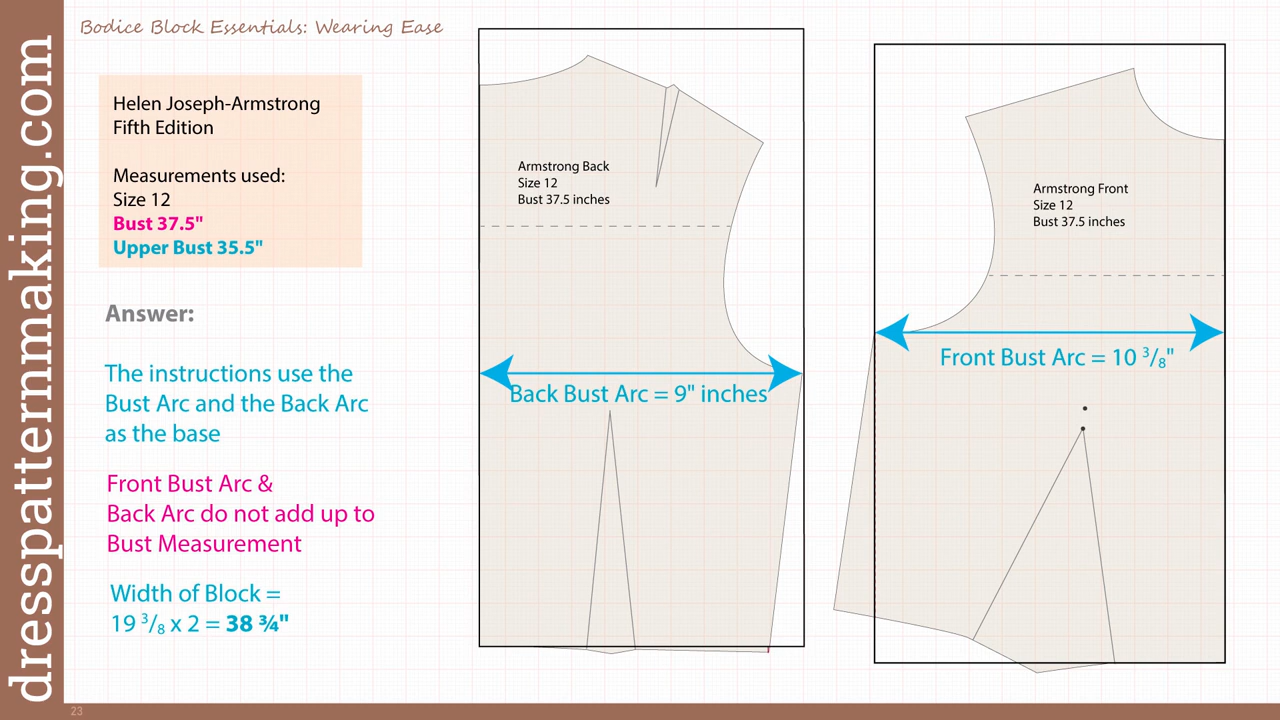 Bodice Block Essentials: Wearing Ease
dresspatternmaking.com
Helen Joseph-Armstrong
Fifth Edition
Measurements used:
Size 12
Bust 37.5"
Upper Bust 35.5"
Answer:
The instructions use the
Bust Arc and the Back Arc
as the base
Front Bust Arc &
Back Arc do not add up to
Bust Measurement
Width of Block =
19 3/8 x 2 = 38 ¾"
Armstrong Back
Size 12
Bust 37.5 inches
Back Bust Arc = 9" inches
Armstrong Front
Size 12
Bust 37.5 inches
Front Bust Arc = 10 3/8"
23